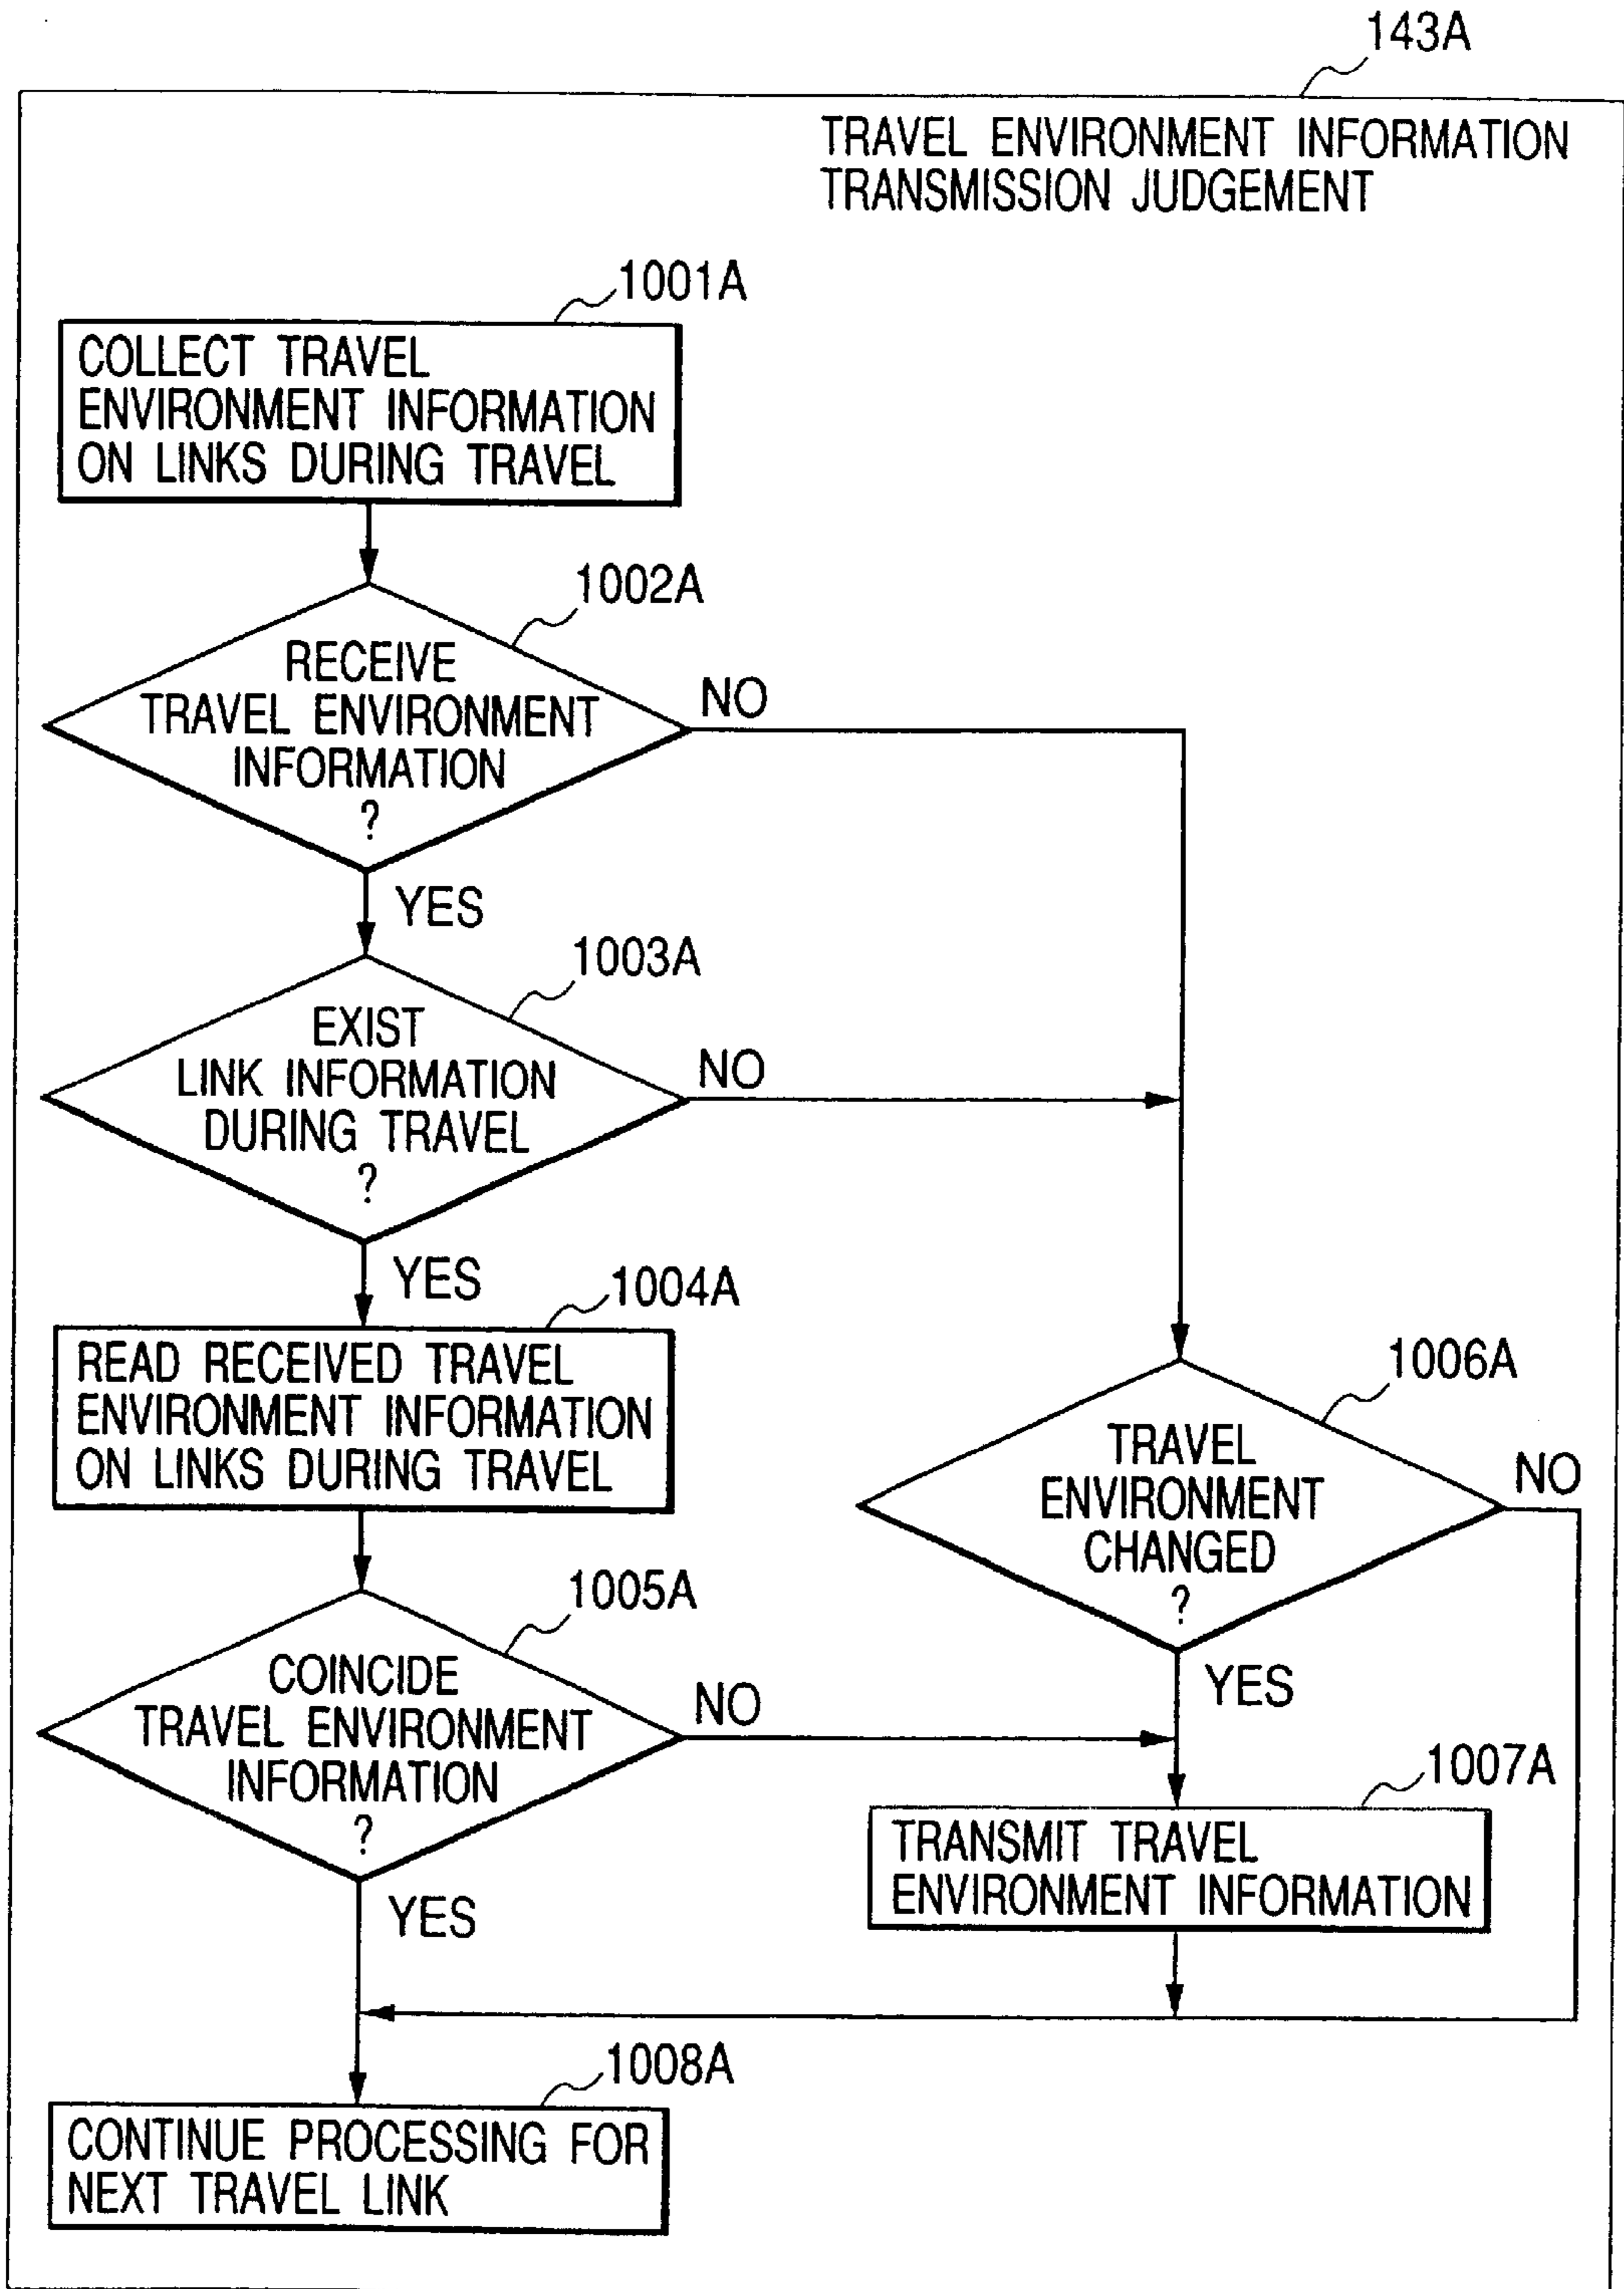 143A
TRAVEL ENVIRONMENT INFORMATION
TRANSMISSION JUDGEMENT
1001A
COLLECT TRAVEL
ENVIRONMENT INFORMATION
ON LINKS DURING TRAVEL
1002A
RECEIVE
TRAVEL ENVIRONMENT
INFORMATION
?
NO
YES
1003A
EXIST
LINK INFORMATION
DURING TRAVEL
?
NO
YES
1004A
READ RECEIVED TRAVEL
ENVIRONMENT INFORMATION
ON LINKS DURING TRAVEL
1006A
TRAVEL
ENVIRONMENT
CHANGED
?
NO
YES
1005A
COINCIDE
TRAVEL ENVIRONMENT
INFORMATION
?
NO
YES
1007A
TRANSMIT TRAVEL
ENVIRONMENT INFORMATION
1008A
CONTINUE PROCESSING FOR
NEXT TRAVEL LINK